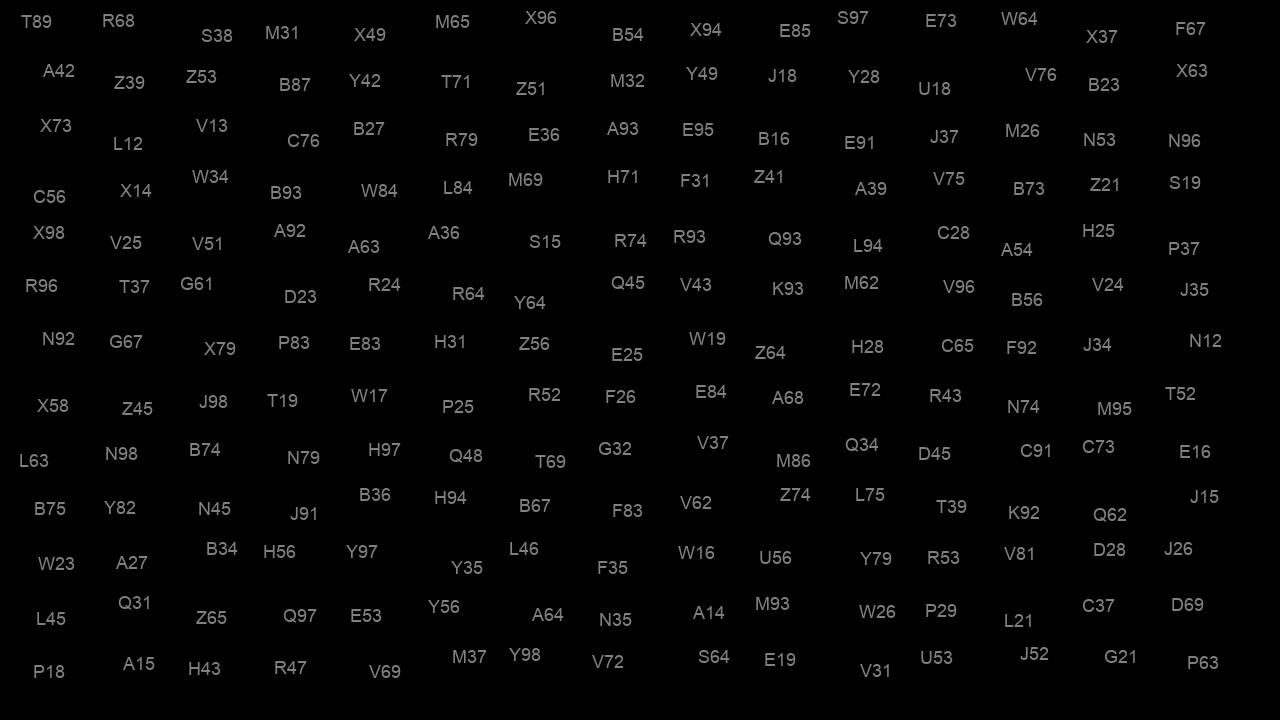 T89 R68 S38 M31 X49 M65 X96 B54 X94 E85 S97 E73 W64 X37 F67
A42 Z39 Z53 B87 Y42 T71 Z51 M32 Y49 J18 Y28 U18 V76 B23 X63
X73 L12 V13 C76 B27 R79 E36 A93 E95 B16 E91 J37 M26 N53 N96
C56 X14 W34 B93 W84 L84 M69 H71 F31 Z41 A39 V75 B73 Z21 S19
X98 V25 V51 A92 A63 A36 S15 R74 R93 Q93 L94 C28 A54 H25 P37
R96 T37 G61 D23 R24 R64 Y64 Q45 V43 K93 M62 V96 B56 V24 J35
N92 G67 X79 P83 E83 H31 Z56 E25 W19 Z64 H28 C65 F92 J34 N12
X58 Z45 J98 T19 W17 P25 R52 F26 E84 A68 E72 R43 N74 M95 T52
L63 N98 B74 N79 H97 Q48 T69 G32 V37 M86 Q34 D45 C91 C73 E16
B75 Y82 N45 J91 B36 H94 B67 F83 V62 Z74 L75 T39 K92 Q62 J15
W23 A27 B34 H56 Y97 Y35 L46 F35 W16 U56 Y79 R53 V81 D28 J26
L45 Q31 Z65 Q97 E53 Y56 A64 N35 A14 M93 W26 P29 L21 C37 D69
P18 A15 H43 R47 V69 M37 Y98 V72 S64 E19 V31 U53 J52 G21 P63